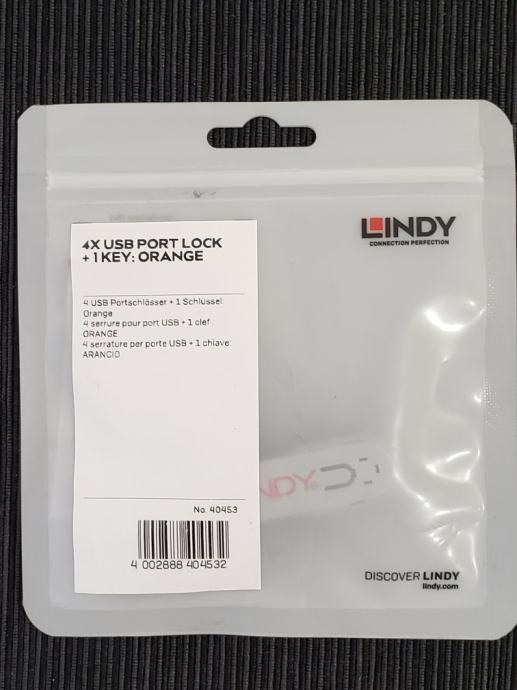 LINDY
CONNECTION PERFECTION
4X USB PORT LOCK
+ 1 KEY: ORANGE
4 USB Portschlösser + 1 Schlüssel:
Orange
4 serrure pour port USB + 1 clef :
ORANGE
4 serrature per porte USB + 1 chiave:
ARANCIO
NDY
No. 40453
4 002888 404532
DISCOVER LINDY
lindy.com